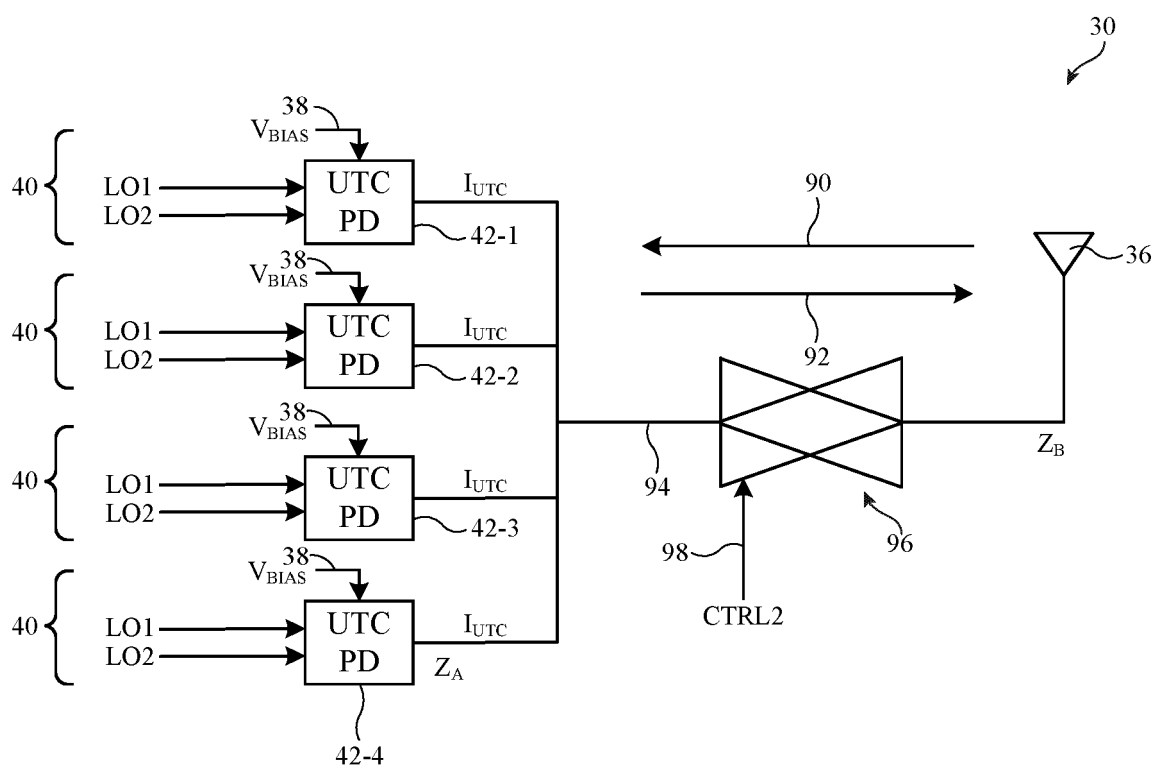 30
38
V_BIAS
40
LO1
LO2
UTC
PD
I_UTC
42-1
90
36
38
V_BIAS
40
LO1
LO2
UTC
PD
I_UTC
42-2
92
38
V_BIAS
40
LO1
LO2
UTC
PD
I_UTC
42-3
94
Z_B
98
96
CTRL2
38
V_BIAS
40
LO1
LO2
UTC
PD
I_UTC
Z_A
42-4